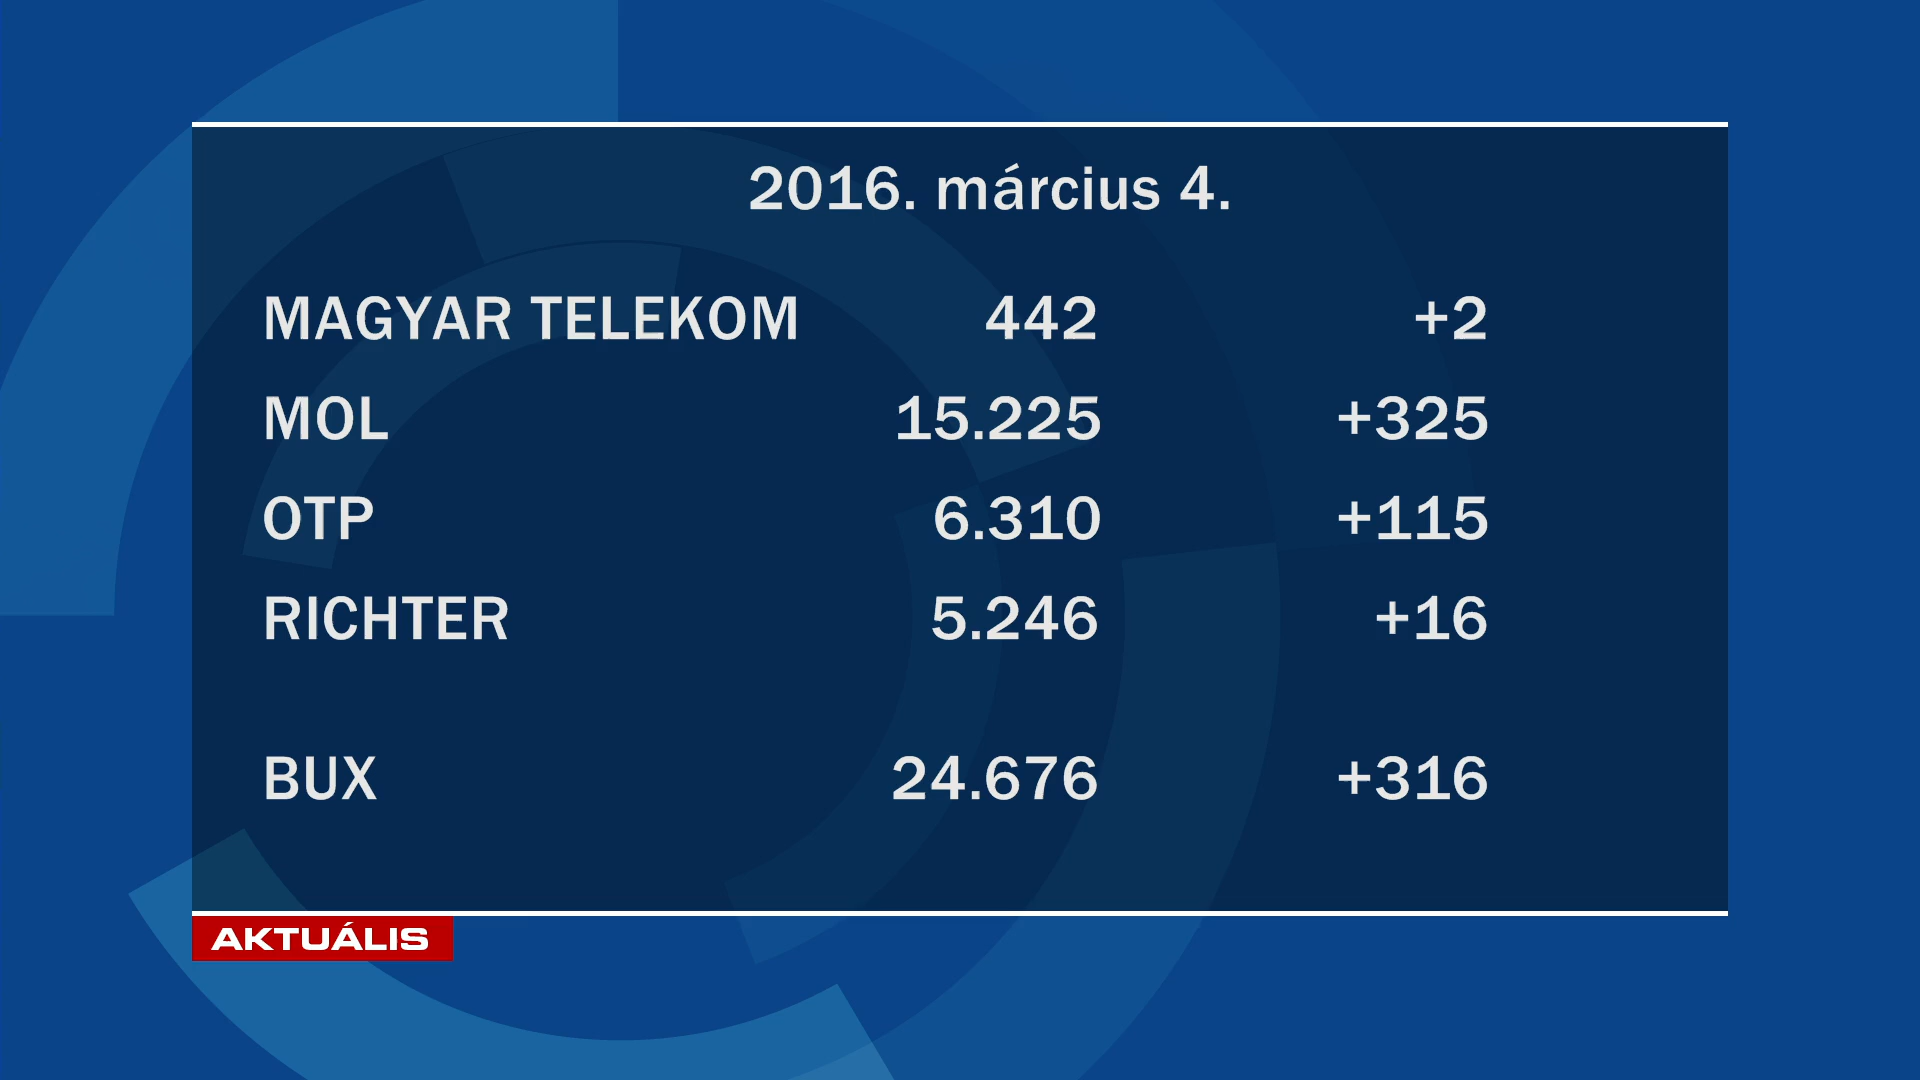 2016. március 4.
MAGYAR TELEKOM 442 +2
MOL 15.225 +325
OTP 6.310 +115
RICHTER 5.246 +16
BUX 24.676 +316
AKTUÁLIS